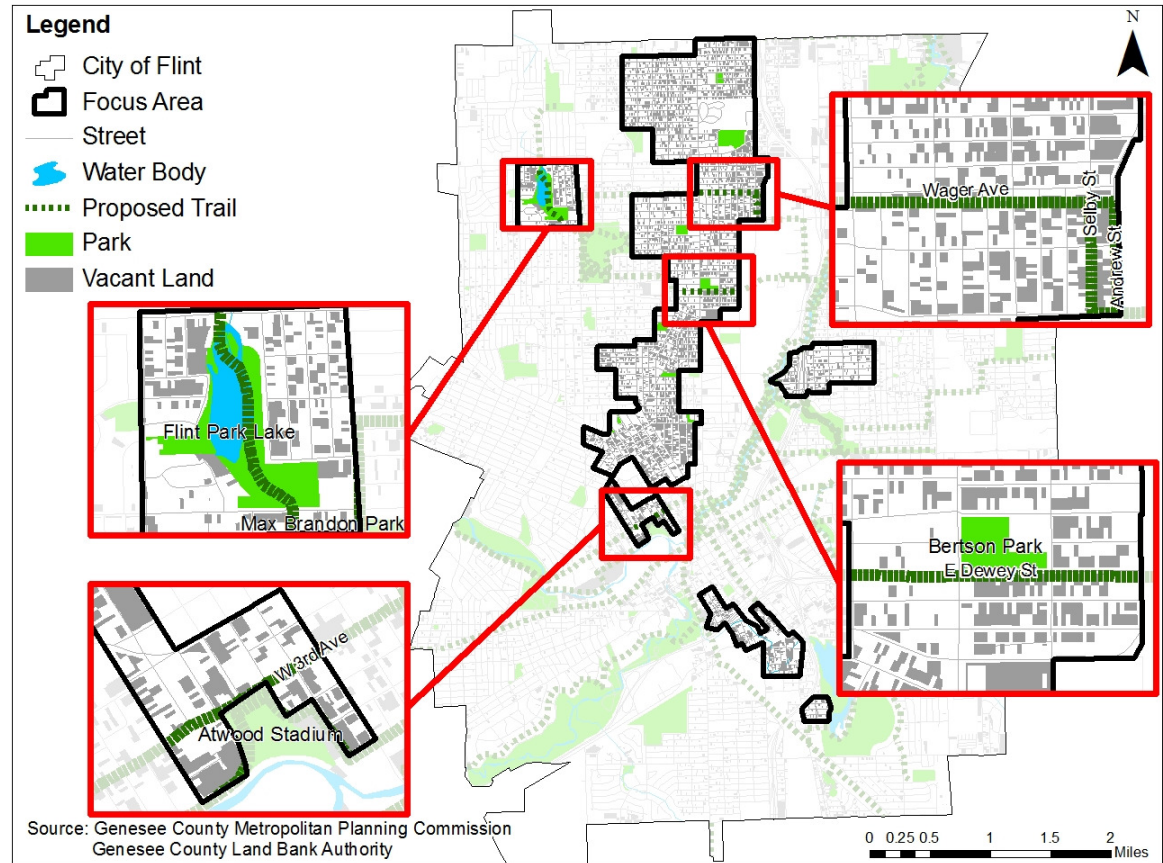 Legend
City of Flint
Focus Area
Street
Water Body
Proposed Trail
Park
Vacant Land
N
Wager Ave
Selby St
Andrew St
Flint Park Lake
Max Brandon Park
Bertson Park
E Dewey St
W 3rd Ave
Atwood Stadium
Source: Genesee County Metropolitan Planning Commission
Genesee County Land Bank Authority
0 0.25 0.5 1 1.5 2
Miles